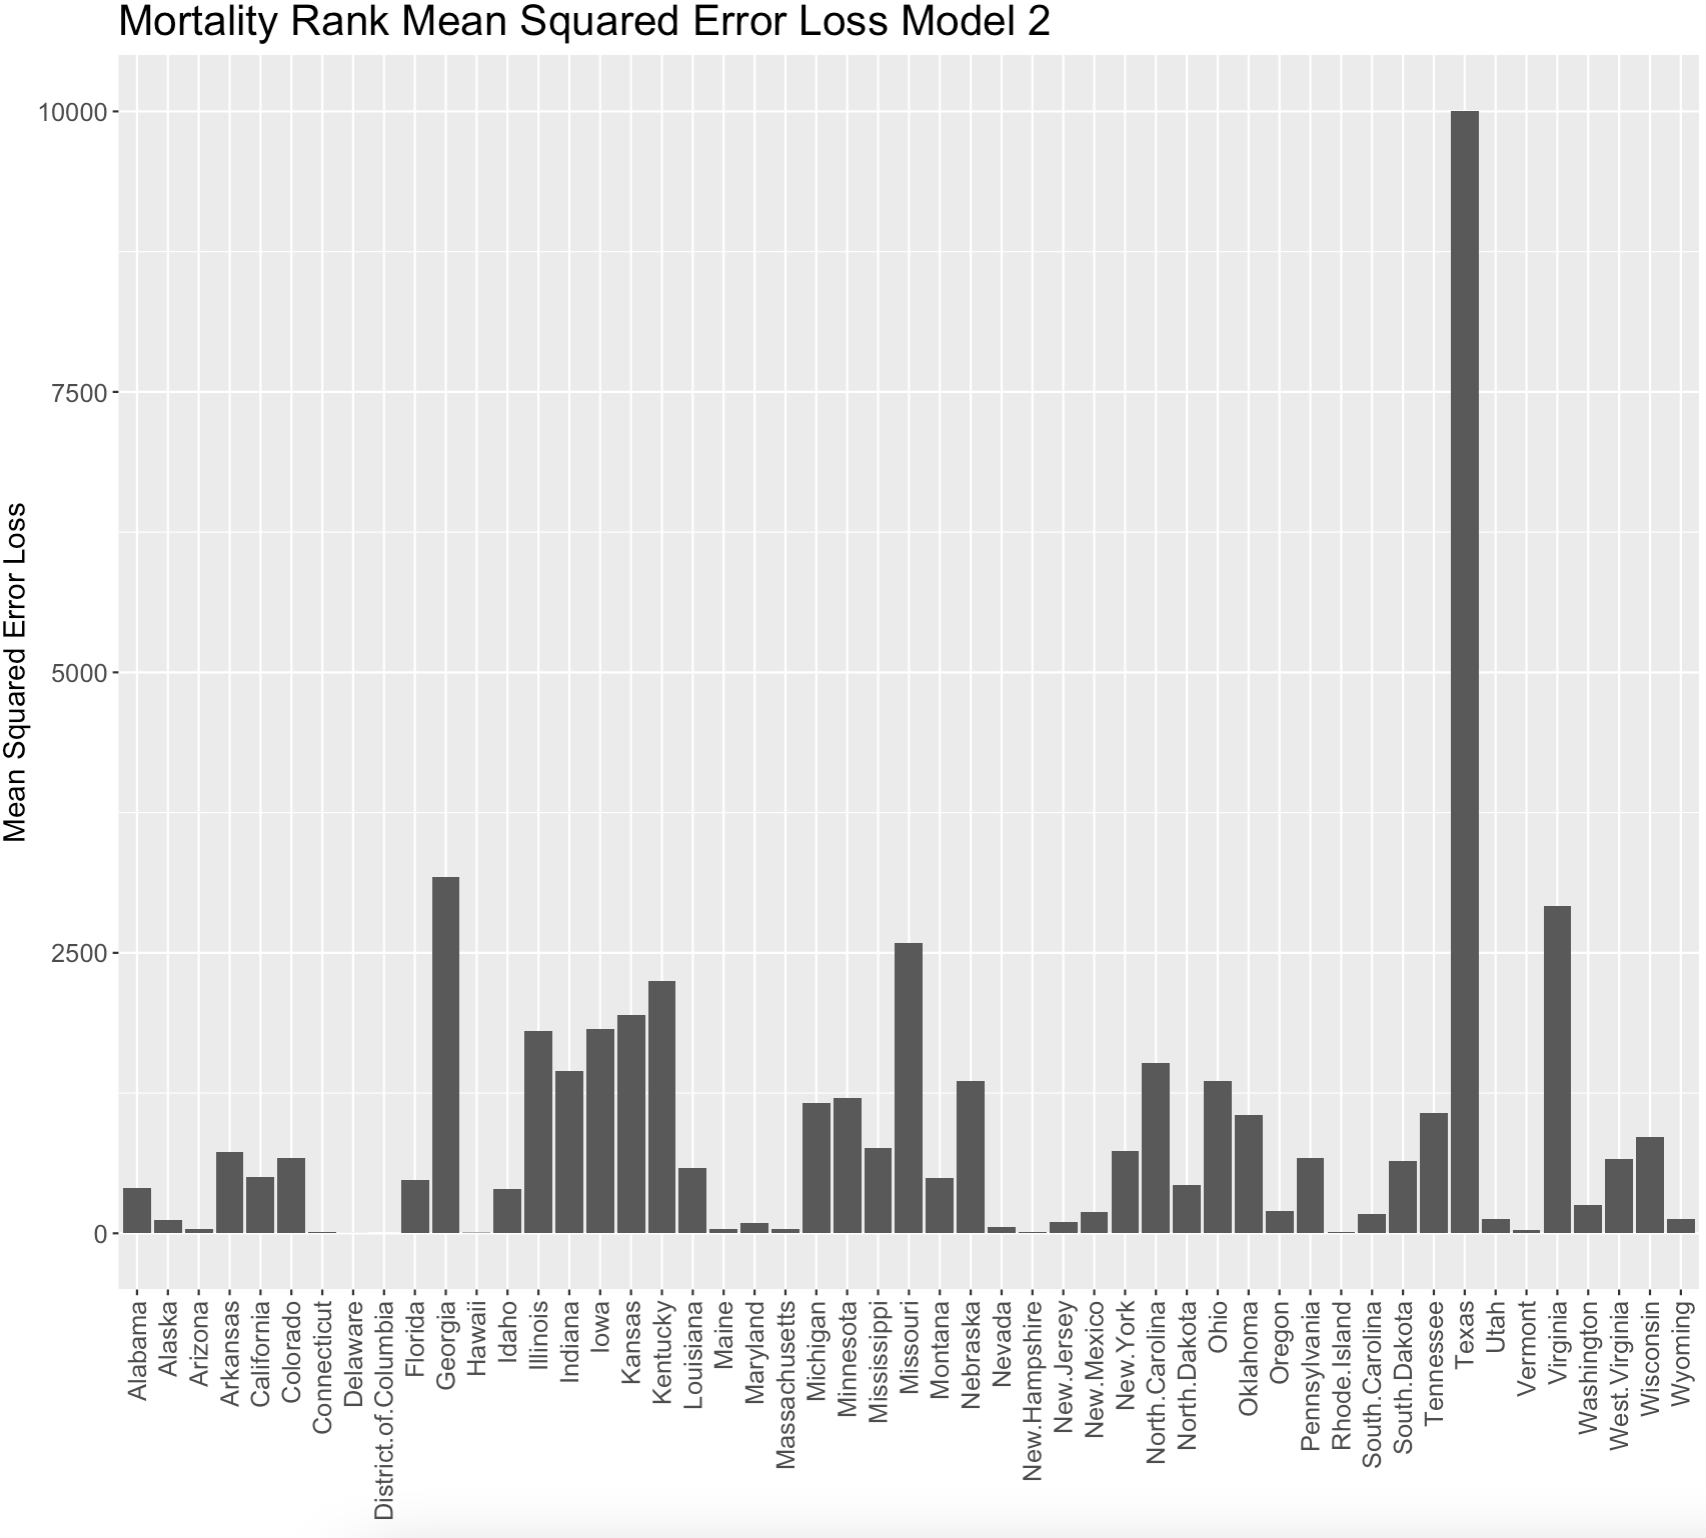 Mortality Rank Mean Squared Error Loss Model 2
Mean Squared Error Loss
10000
7500
5000
2500
0
Alabama
Alaska
Arizona
Arkansas
California
Colorado
Connecticut
Delaware
District.of.Columbia
Florida
Georgia
Hawaii
Idaho
Illinois
Indiana
Iowa
Kansas
Kentucky
Louisiana
Maine
Maryland
Massachusetts
Michigan
Minnesota
Mississippi
Missouri
Montana
Nebraska
Nevada
New.Hampshire
New.Jersey
New.Mexico
New.York
North.Carolina
North.Dakota
Ohio
Oklahoma
Oregon
Pennsylvania
Rhode.Island
South.Carolina
South.Dakota
Tennessee
Texas
Utah
Vermont
Virginia
Washington
West.Virginia
Wisconsin
Wyoming